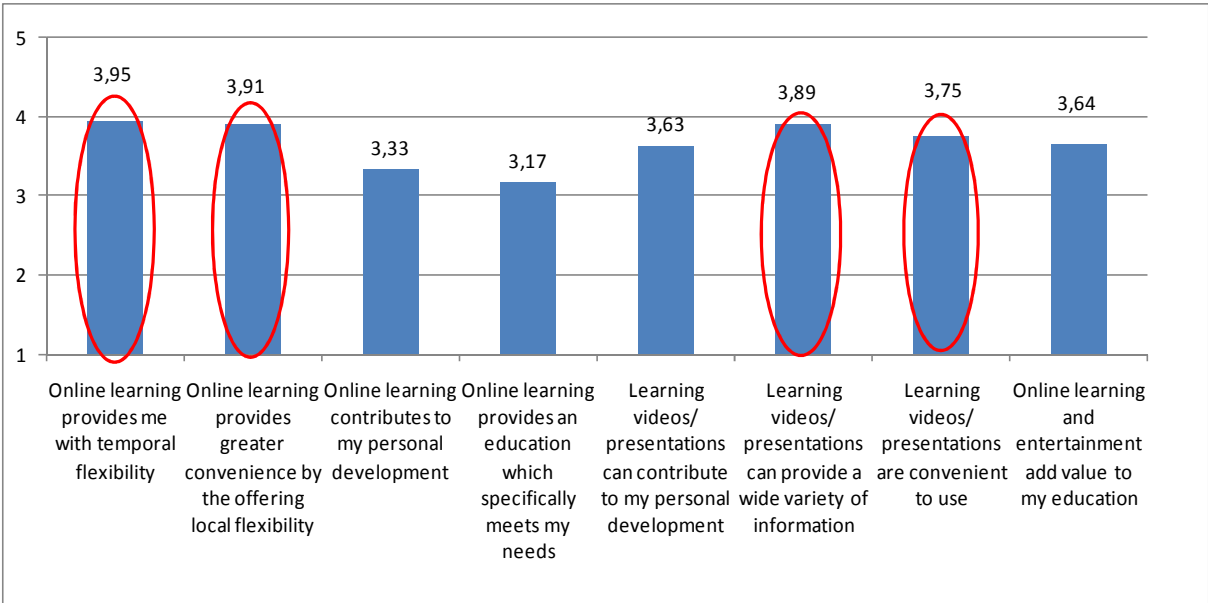 5
4
3
2
1
3,95
3,91
3,33
3,17
3,63
3,89
3,75
3,64
Online learning
provides me
with temporal
flexibility
Online learning
provides
greater
convenience by
the offering
local flexibility
Online learning
contributes to
my personal
development
Online learning
provides an
education
which
specifically
meets my
needs
Learning
videos/
presentations
can contribute
to my personal
development
Learning
videos/
presentations
can provide a
wide variety of
information
Learning
videos/
presentations
are convenient
to use
Online learning
and
entertainment
add value to
my education